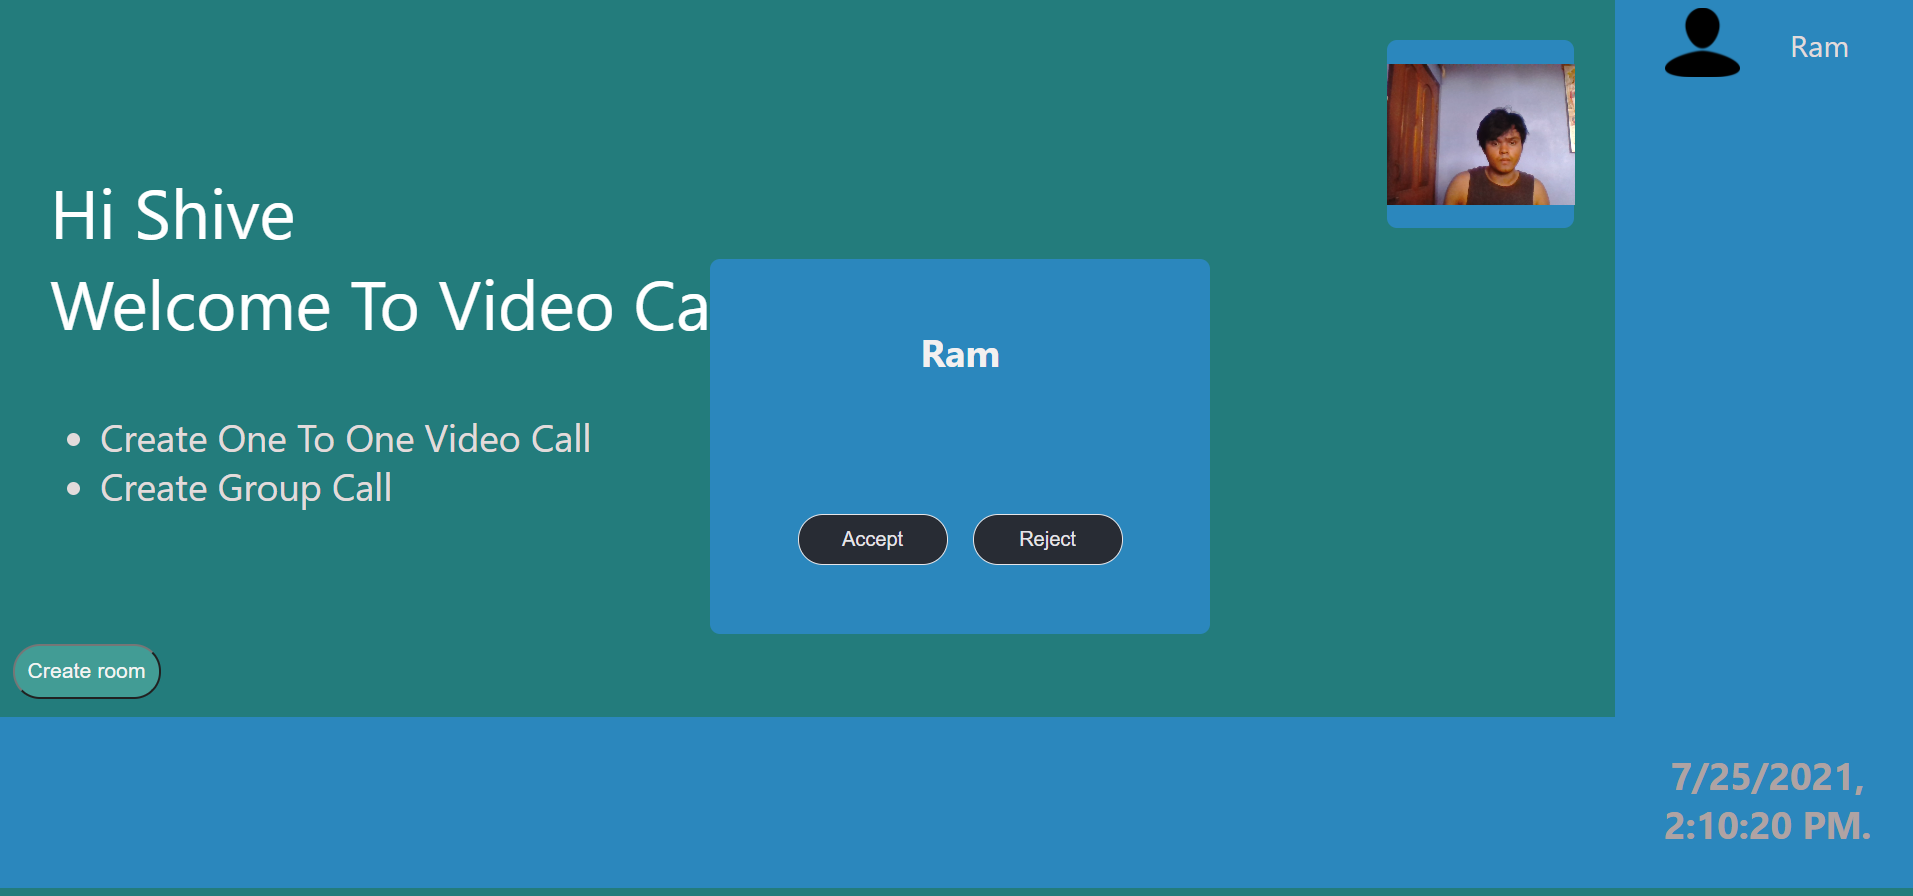 Ram
Hi Shive
Welcome To Video Ca
Ram
Create One To One Video Call
Create Group Call
Accept
Reject
Create room
7/25/2021,
2:10:20 PM.